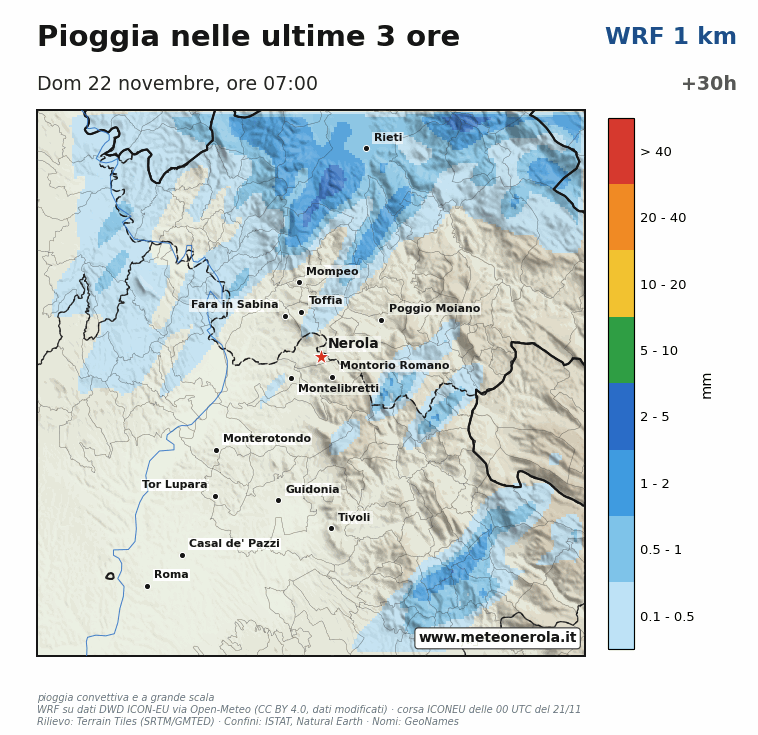 Pioggia nelle ultime 3 ore
WRF 1 km
Dom 22 novembre, ore 07:00
+30h
Rieti
Mompeo
Fara in Sabina
Toffia
Poggio Moiano
Nerola
Montorio Romano
Montelibretti
Monterotondo
Tor Lupara
Guidonia
Tivoli
Casal de' Pazzi
Roma
www.meteonerola.it
> 40
20 - 40
10 - 20
5 - 10
2 - 5
1 - 2
0.5 - 1
0.1 - 0.5
mm
pioggia convettiva e a grande scala
WRF su dati DWD ICON-EU via Open-Meteo (CC BY 4.0, dati modificati) · corsa ICONEU delle 00 UTC del 21/11
Rilievo: Terrain Tiles (SRTM/GMTED) · Confini: ISTAT, Natural Earth · Nomi: GeoNames